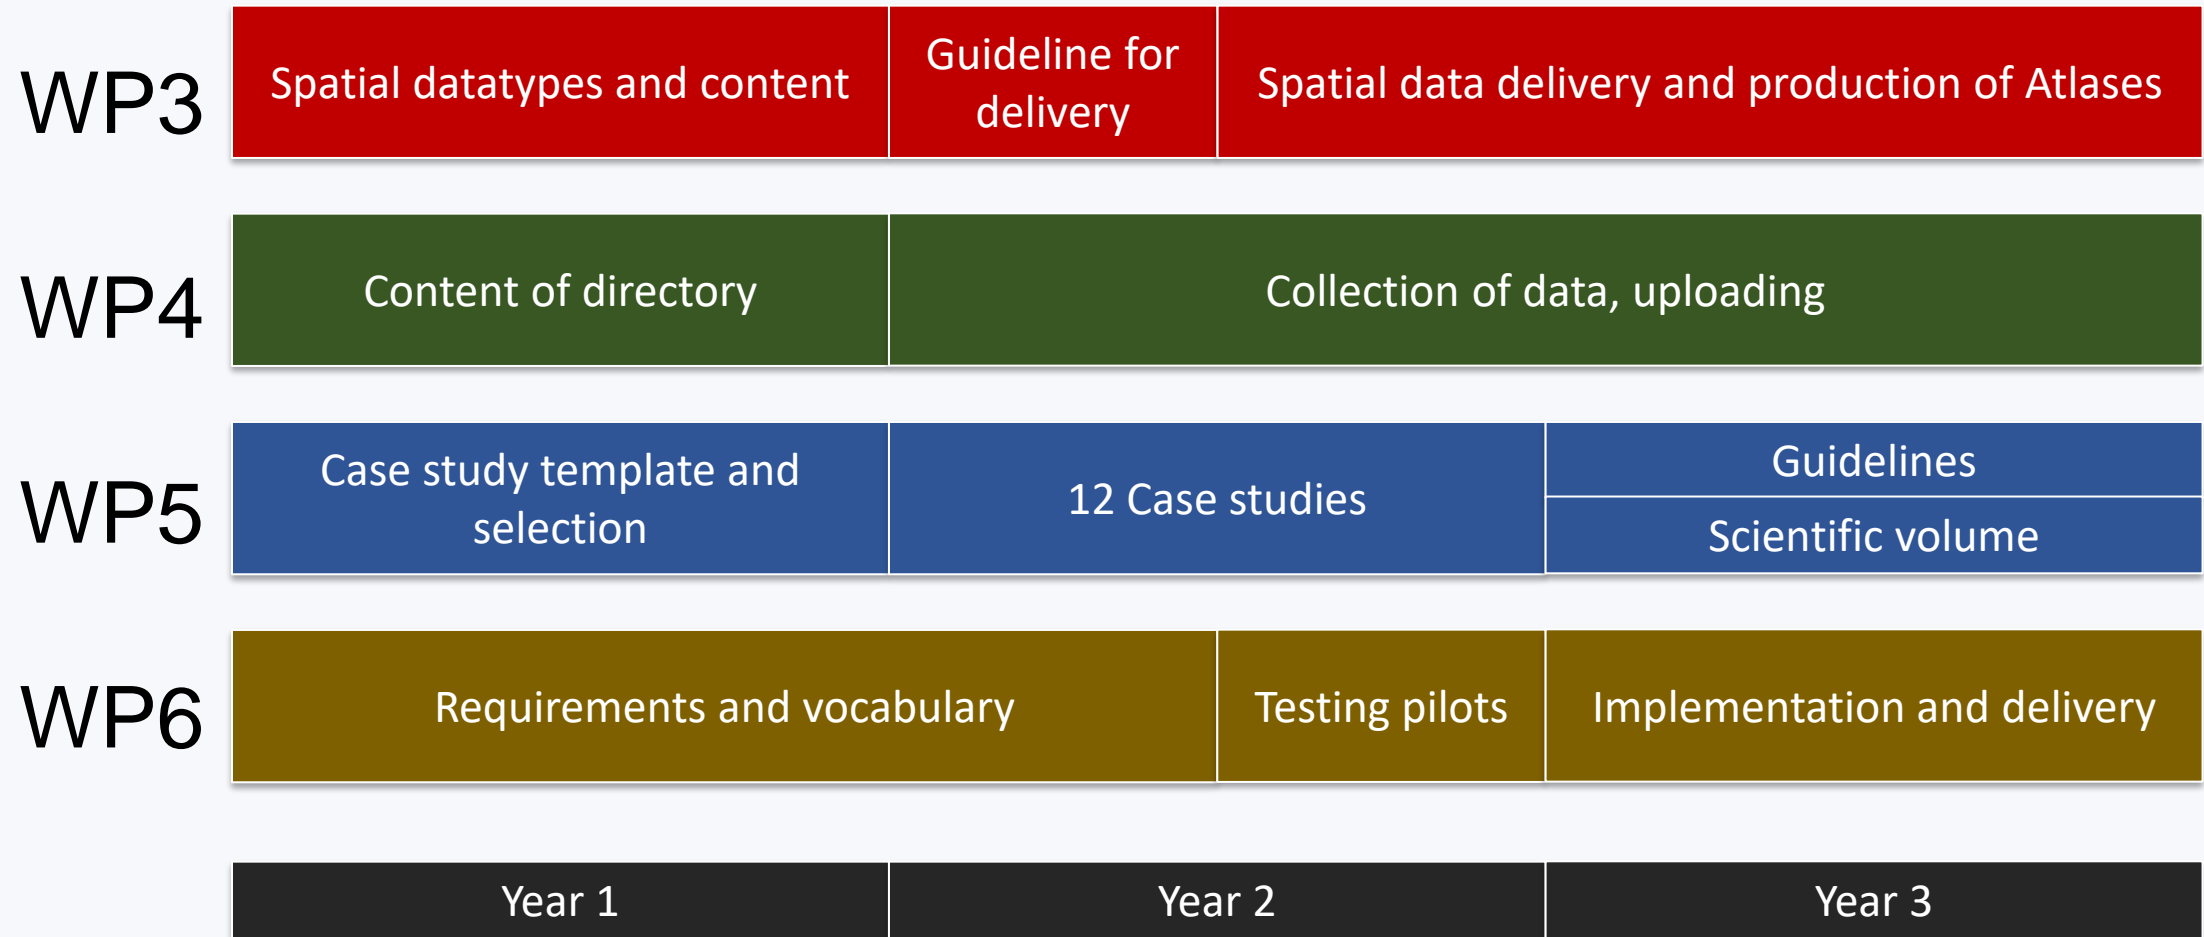 WP3
Spatial datatypes and content
Guideline for
delivery
Spatial data delivery and production of Atlases
WP4
Content of directory
Collection of data, uploading
WP5
Case study template and
selection
12 Case studies
Guidelines
Scientific volume
WP6
Requirements and vocabulary
Testing pilots
Implementation and delivery
Year 1
Year 2
Year 3